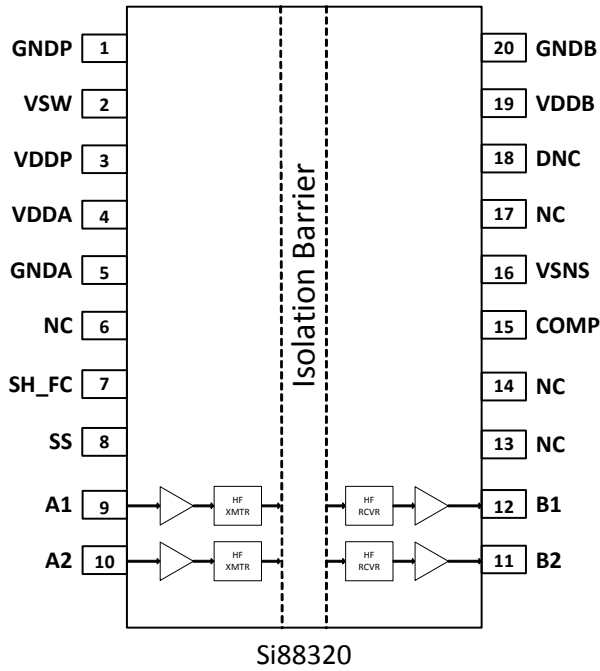 GNDP 1
VSW 2
VDDP 3
VDDA 4
GNDA 5
NC 6
SH_FC 7
SS 8
A1 9
A2 10
HF
XMTR
HF
XMTR
Isolation Barrier
HF
RCVR
HF
RCVR
20 GNDB
19 VDDB
18 DNC
17 NC
16 VSNS
15 COMP
14 NC
13 NC
12 B1
11 B2
Si88320